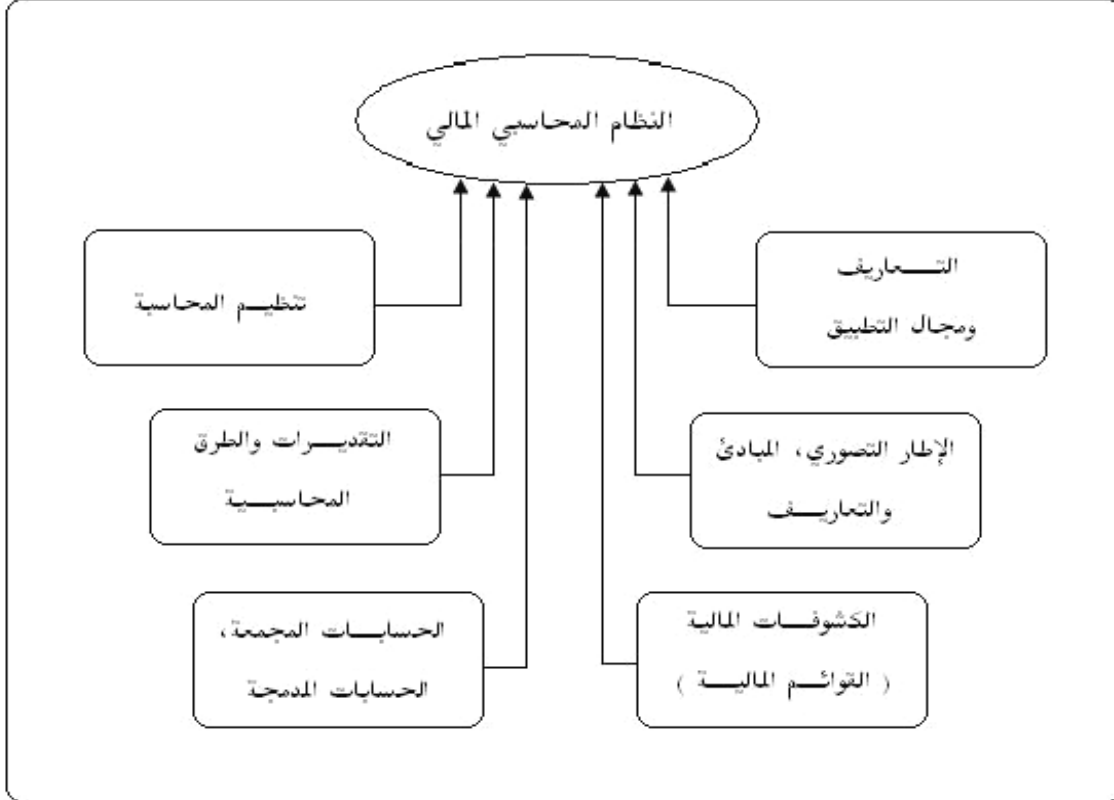 النظام المحاسبي المالي
التعاريف
ومجال التطبيق
تنظيم المحاسبة
الإطار التصوري، المبادئ
والتعاريف
التقديرات والطرق
المحاسبية
الكشوفات المالية
( القوائم المالية )
الحسابات المجمعة،
الحسابات المدمجة